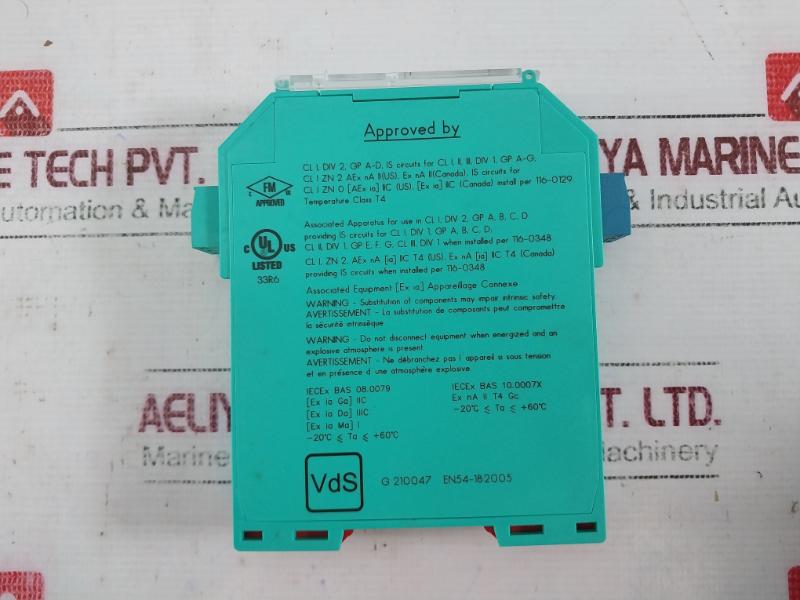 Approved by
CL I, DIV 2, GP A-D, IS circuits for CL I, II, III, DIV 1, GP A-G;
CL I ZN 2 AEx nA II(US), Ex nA II(Canada), IS circuits for
CL I ZN 0 [AEx ia] IIC (US), [Ex ia] IIC (Canada) install per 116-0129
Temperature Class T4
FM
C US
APPROVED
Associated Apparatus for use in CL I, DIV 2, GP A, B, C, D
providing IS circuits for CL I, DIV 1, GP A, B, C, D;
CL II, DIV 1, GP E, F, G; CL III, DIV 1 when installed per 116-0348
CL I, ZN 2, AEx nA [ia] IIC T4 (US), Ex nA [ia] IIC T4 (Canada)
providing IS circuits when installed per 116-0348
C UL US
LISTED
33R6
Associated Equipment [Ex ia] Appareillage Connexe
WARNING - Substitution of components may impair intrinsic safety.
AVERTISSEMENT - La substitution de composants peut compromettre
la sécurité intrinsèque
WARNING - Do not disconnect equipment when energized and an
explosive atmosphere is present
AVERTISSEMENT - Ne débranchez pas l appareil si sous tension
et en présence d une atmosphère explosive
IECEx BAS 08.0079
[Ex ia Ga] IIC
[Ex ia Da] IIIC
[Ex ia Ma] I
-20°C ≤ Ta ≤ +60°C
IECEx BAS 10.0007X
Ex nA II T4 Gc
-20°C ≤ Ta ≤ +60°C
VdS
G 210047 EN54-18:2005
E TECH PVT.
Automation & Ma
YA MARINE
& Industrial Au
AELIY
Marine
T. LTD.
achinery